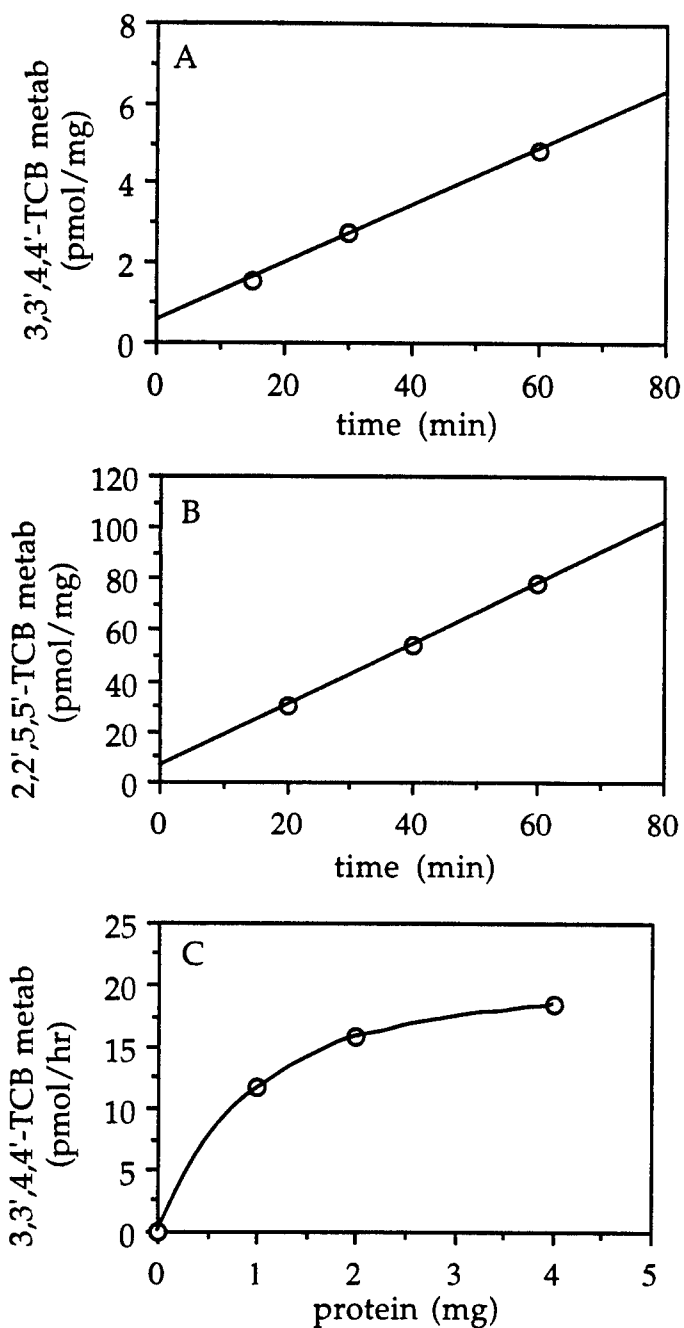 A
3,3',4,4'-TCB metab
(pmol/mg)
8
6
4
2
0
0 20 40 60 80
time (min)
B
2,2',5,5'-TCB metab
(pmol/mg)
120
100
80
60
40
20
0
0 20 40 60 80
time (min)
C
3,3',4,4'-TCB metab
(pmol/hr)
25
20
15
10
5
0
0 1 2 3 4 5
protein (mg)